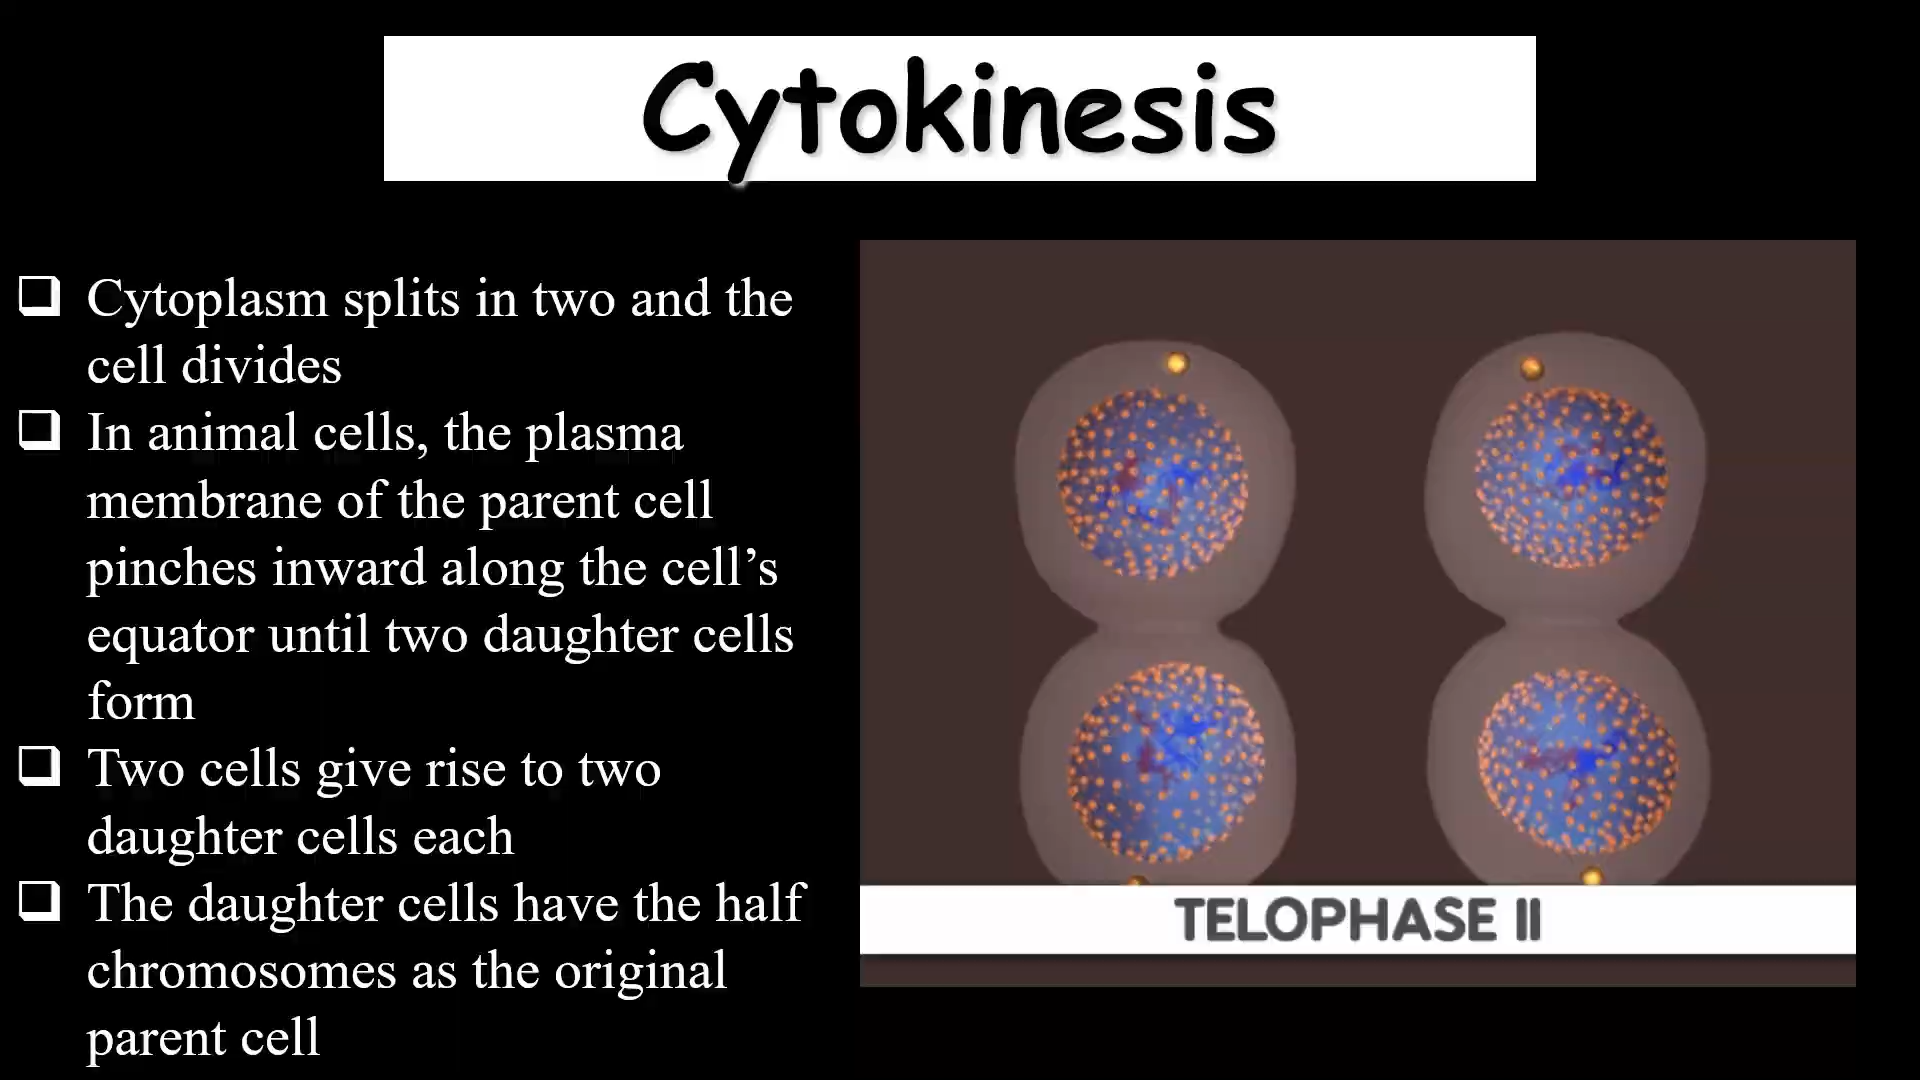 Cytokinesis
Cytoplasm splits in two and the
cell divides
In animal cells, the plasma
membrane of the parent cell
pinches inward along the cell’s
equator until two daughter cells
form
Two cells give rise to two
daughter cells each
The daughter cells have the half
chromosomes as the original
parent cell
TELOPHASE II